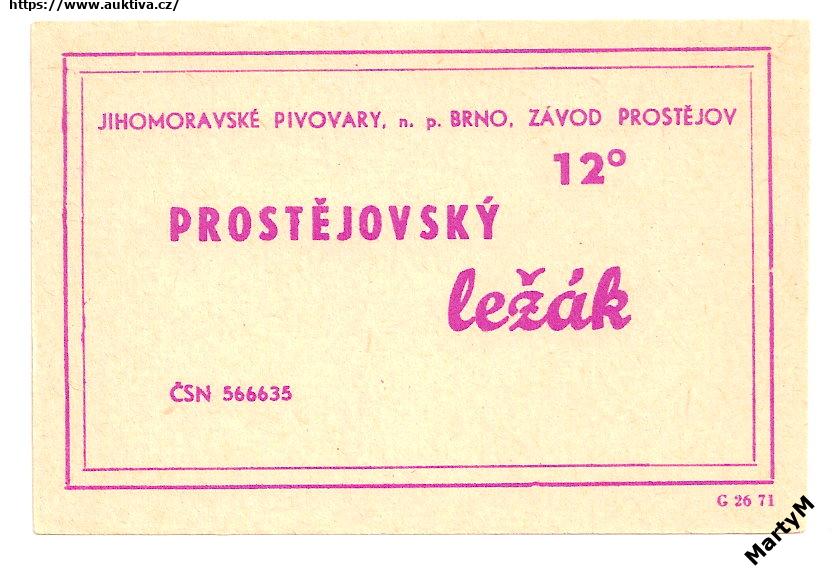 https://www.auktiva.cz/
JIHOMORAVSKÉ PIVOVARY, n. p. BRNO, ZÁVOD PROSTĚJOV
12°
PROSTĚJOVSKÝ
ležák
ČSN 566635
G 26 71
MartyM